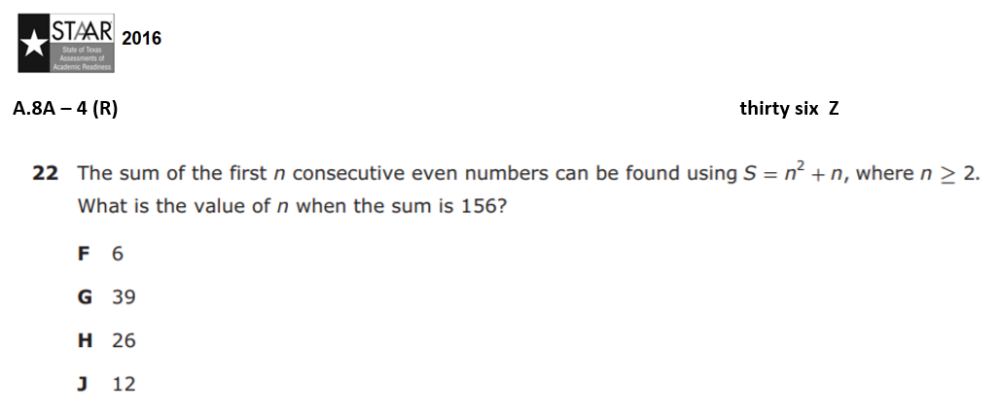 STAAR 2016
State of Texas
Assessments of
Academic Readiness
A.8A – 4 (R) thirty six Z
22 The sum of the first n consecutive even numbers can be found using S = n² + n, where n ≥ 2.
What is the value of n when the sum is 156?
F 6
G 39
H 26
J 12